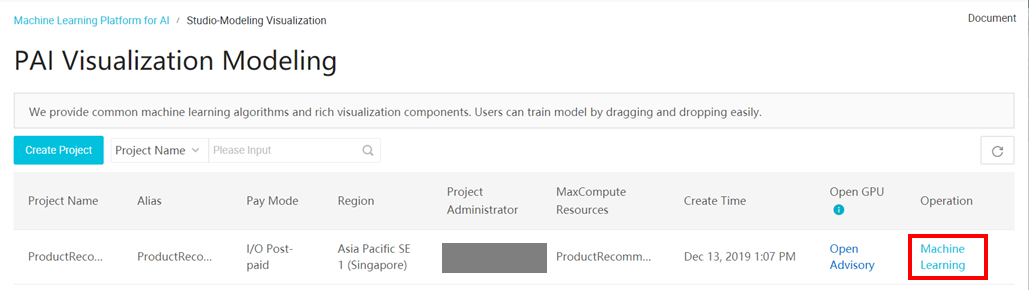 Machine Learning Platform for AI / Studio-Modeling Visualization
Document
PAI Visualization Modeling
We provide common machine learning algorithms and rich visualization components. Users can train model by dragging and dropping easily.
Create Project
Project Name
Please Input
Project Name
Alias
Pay Mode
Region
Project
Administrator
MaxCompute
Resources
Create Time
Open GPU
Operation
ProductReco...
ProductReco...
I/O Post-
paid
Asia Pacific SE
1 (Singapore)
ProductRecomm...
Dec 13, 2019 1:07 PM
Open
Advisory
Machine
Learning